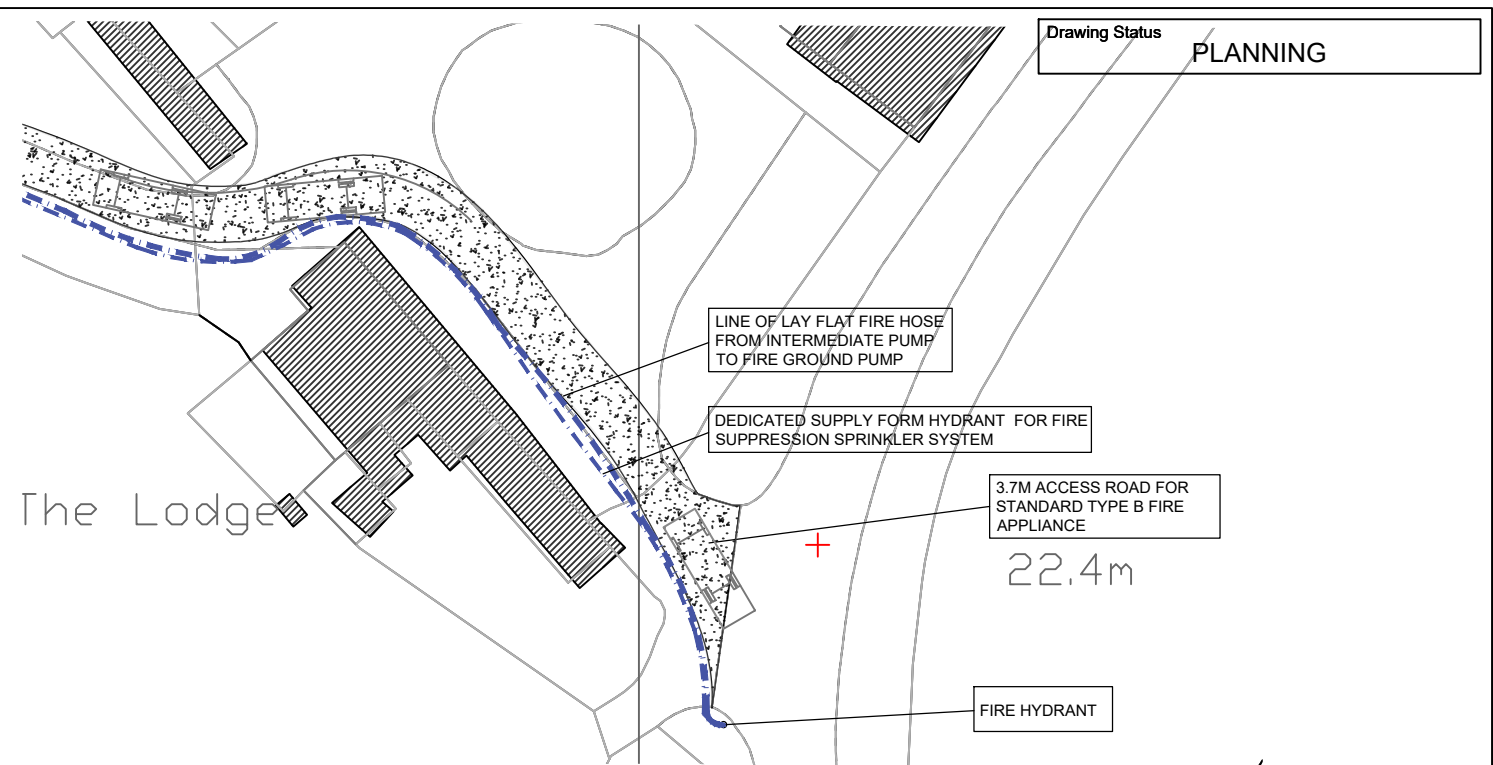 Drawing Status
PLANNING
LINE OF LAY FLAT FIRE HOSE
FROM INTERMEDIATE PUMP
TO FIRE GROUND PUMP
DEDICATED SUPPLY FORM HYDRANT FOR FIRE
SUPPRESSION SPRINKLER SYSTEM
3.7M ACCESS ROAD FOR
STANDARD TYPE B FIRE
APPLIANCE
The Lodge
22.4m
FIRE HYDRANT